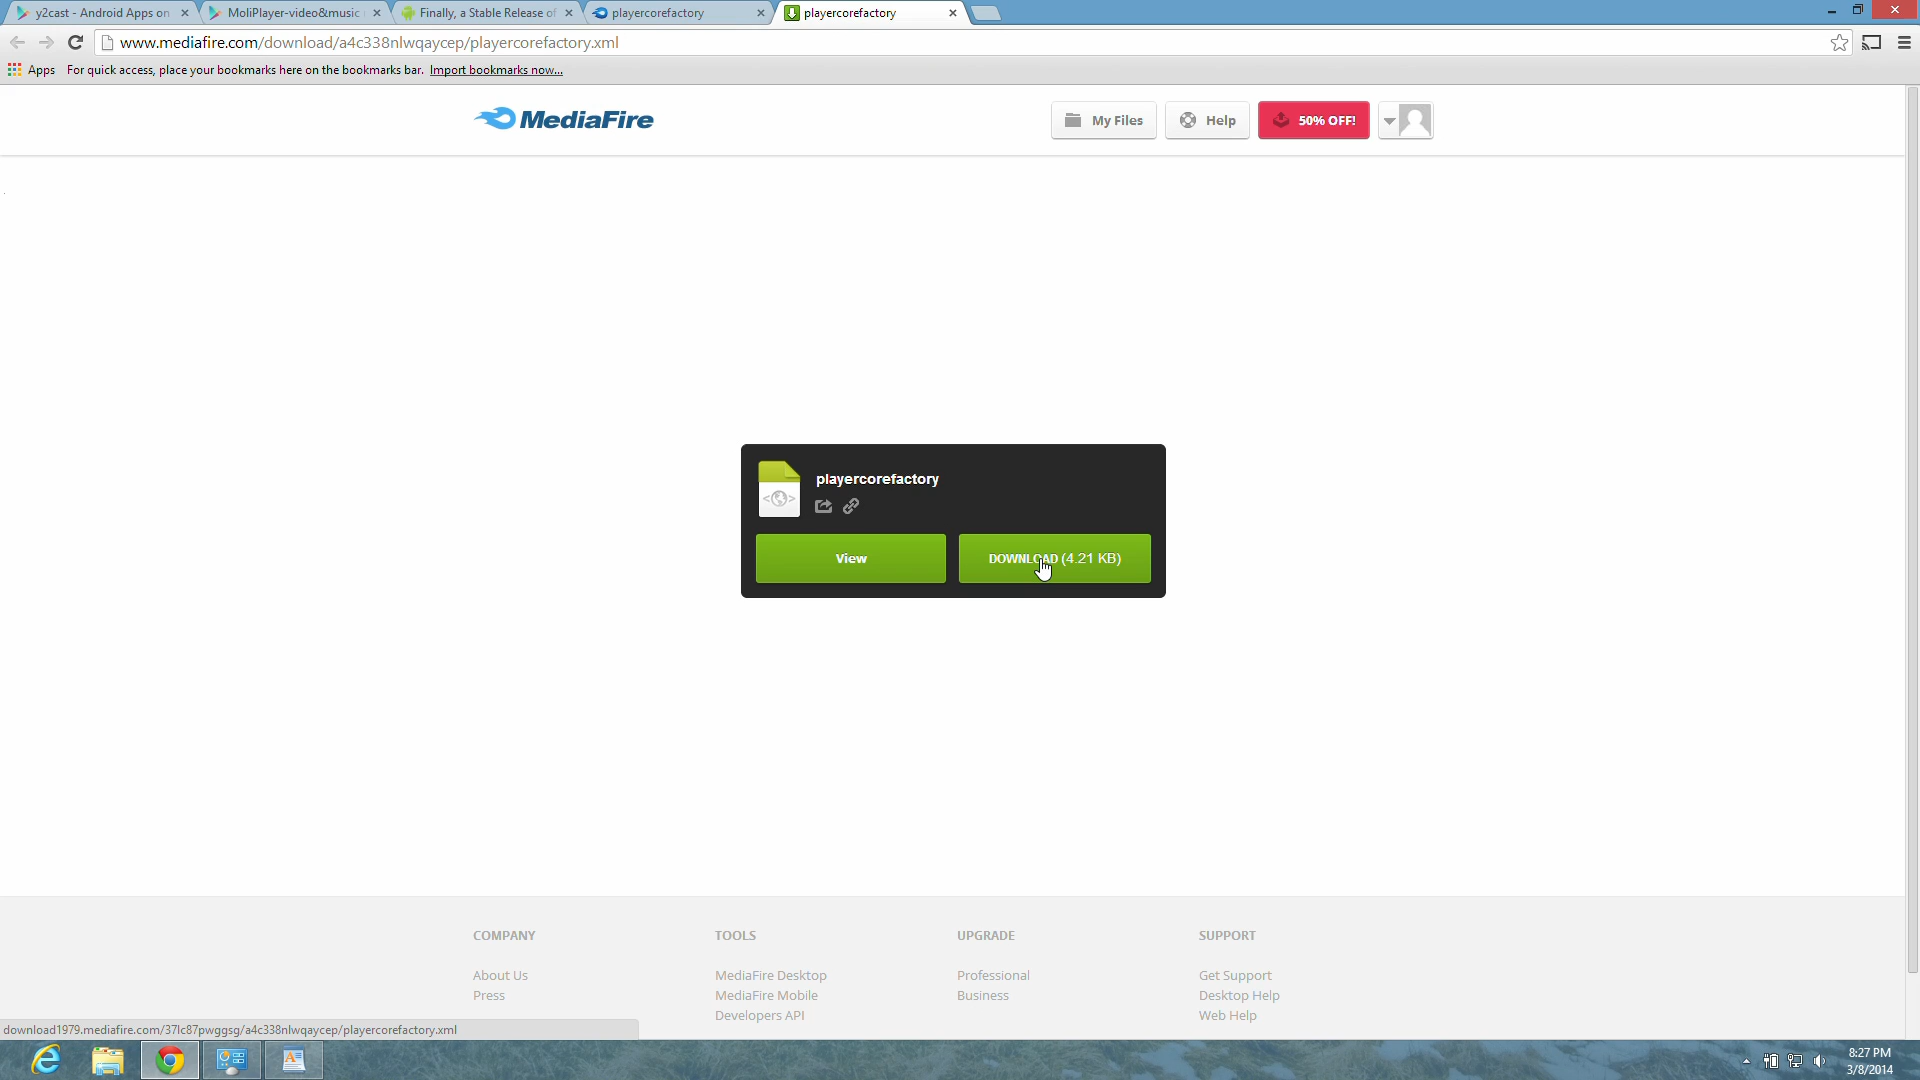 y2cast - Android Apps on
MoliPlayer-video&music
Finally, a Stable Release of
playercorefactory
playercorefactory
www.mediafire.com/download/a4c338nlwqaycep/playercorefactory.xml
Apps For quick access, place your bookmarks here on the bookmarks bar. Import bookmarks now...
MediaFire
My Files
Help
50% OFF!
playercorefactory
View
DOWNLOAD (4.21 KB)
COMPANY
About Us
Press
TOOLS
MediaFire Desktop
MediaFire Mobile
Developers API
UPGRADE
Professional
Business
SUPPORT
Get Support
Desktop Help
Web Help
download1979.mediafire.com/37lc87pwggsg/a4c338nlwqaycep/playercorefactory.xml
8:27 PM
3/8/2014